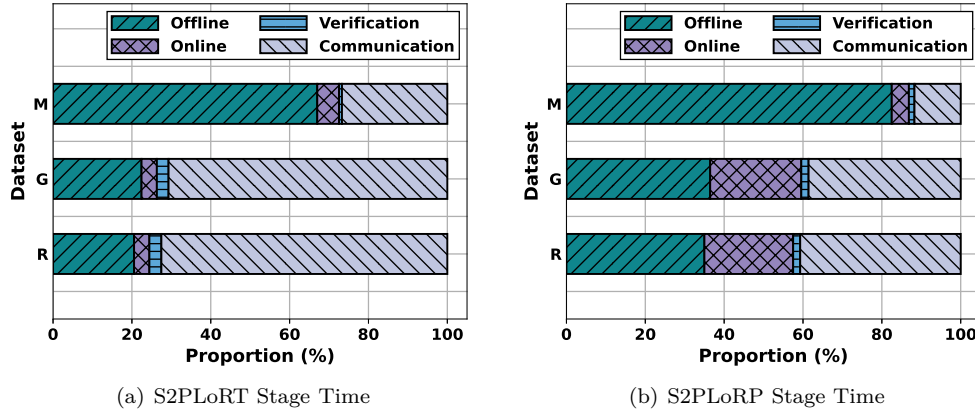 Offline
Verification
Online
Communication
M
G
R
Dataset
0 20 40 60 80 100
Proportion (%)
(a) S2PLoRT Stage Time
Offline
Verification
Online
Communication
M
G
R
Dataset
0 20 40 60 80 100
Proportion (%)
(b) S2PLoRP Stage Time